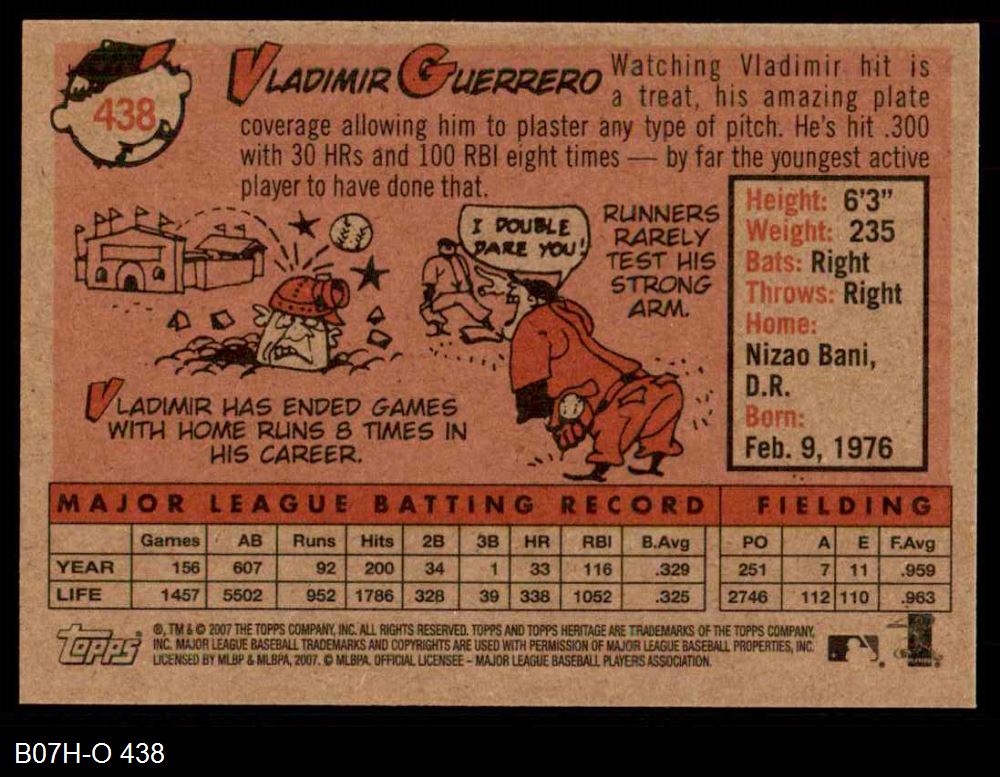 438
VLADIMIR GUERRERO
Watching Vladimir hit is
a treat, his amazing plate
coverage allowing him to plaster any type of pitch. He's hit .300
with 30 HRs and 100 RBI eight times — by far the youngest active
player to have done that.
I DOUBLE
DARE YOU!
RUNNERS
RARELY
TEST HIS
STRONG
ARM.
VLADIMIR HAS ENDED GAMES
WITH HOME RUNS 8 TIMES IN
HIS CAREER.
Height: 6'3"
Weight: 235
Bats: Right
Throws: Right
Home:
Nizao Bani,
D.R.
Born:
Feb. 9, 1976
MAJOR LEAGUE BATTING RECORD FIELDING
Games AB Runs Hits 2B 3B HR RBI B.Avg PO A E F.Avg
YEAR 156 607 92 200 34 1 33 116 .329 251 7 11 .959
LIFE 1457 5502 952 1786 328 39 338 1052 .325 2746 112 110 .963
Topps
®, TM & © 2007 THE TOPPS COMPANY, INC. ALL RIGHTS RESERVED. TOPPS AND TOPPS HERITAGE ARE TRADEMARKS OF THE TOPPS COMPANY,
INC. MAJOR LEAGUE BASEBALL TRADEMARKS AND COPYRIGHTS ARE USED WITH PERMISSION OF MAJOR LEAGUE BASEBALL PROPERTIES, INC.
LICENSED BY MLBP & MLBPA, 2007. © MLBPA. OFFICIAL LICENSEE – MAJOR LEAGUE BASEBALL PLAYERS ASSOCIATION.
B07H-O 438